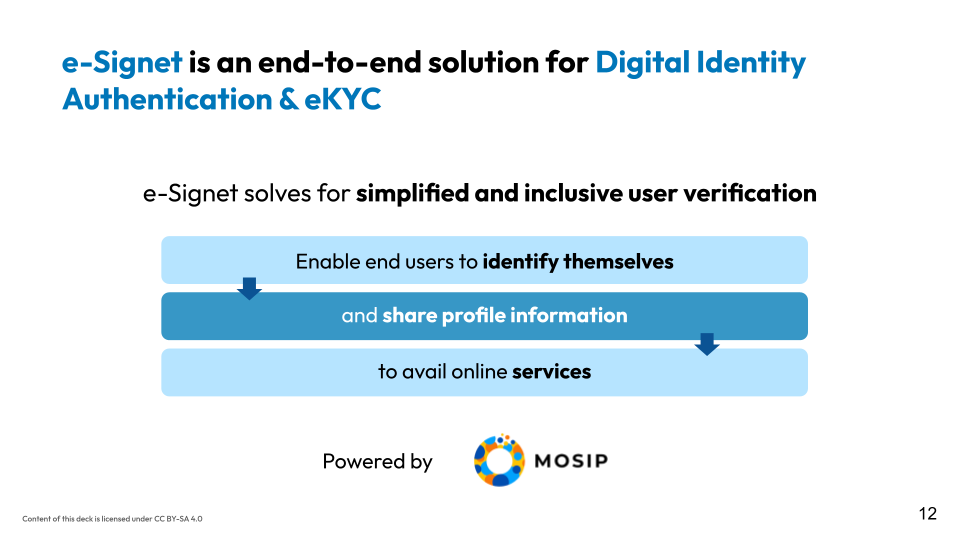 e-Signet is an end-to-end solution for Digital Identity
Authentication & eKYC
e-Signet solves for simplified and inclusive user verification
Enable end users to identify themselves
and share profile information
to avail online services
Powered by
MOSIP
Content of this deck is licensed under CC BY-SA 4.0
12